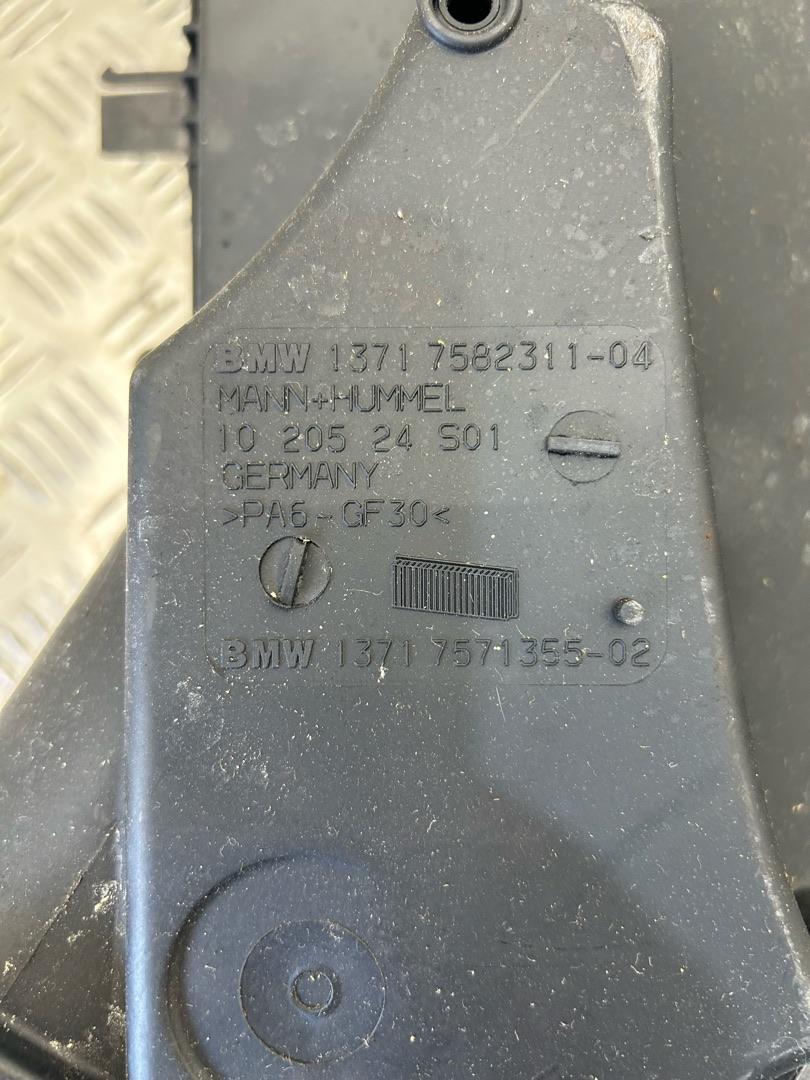 BMW 1371 7582311-04
MANN+HUMMEL
10 205 24 S01
GERMANY
>PA6-GF30<
BMW 1371 7571355-02